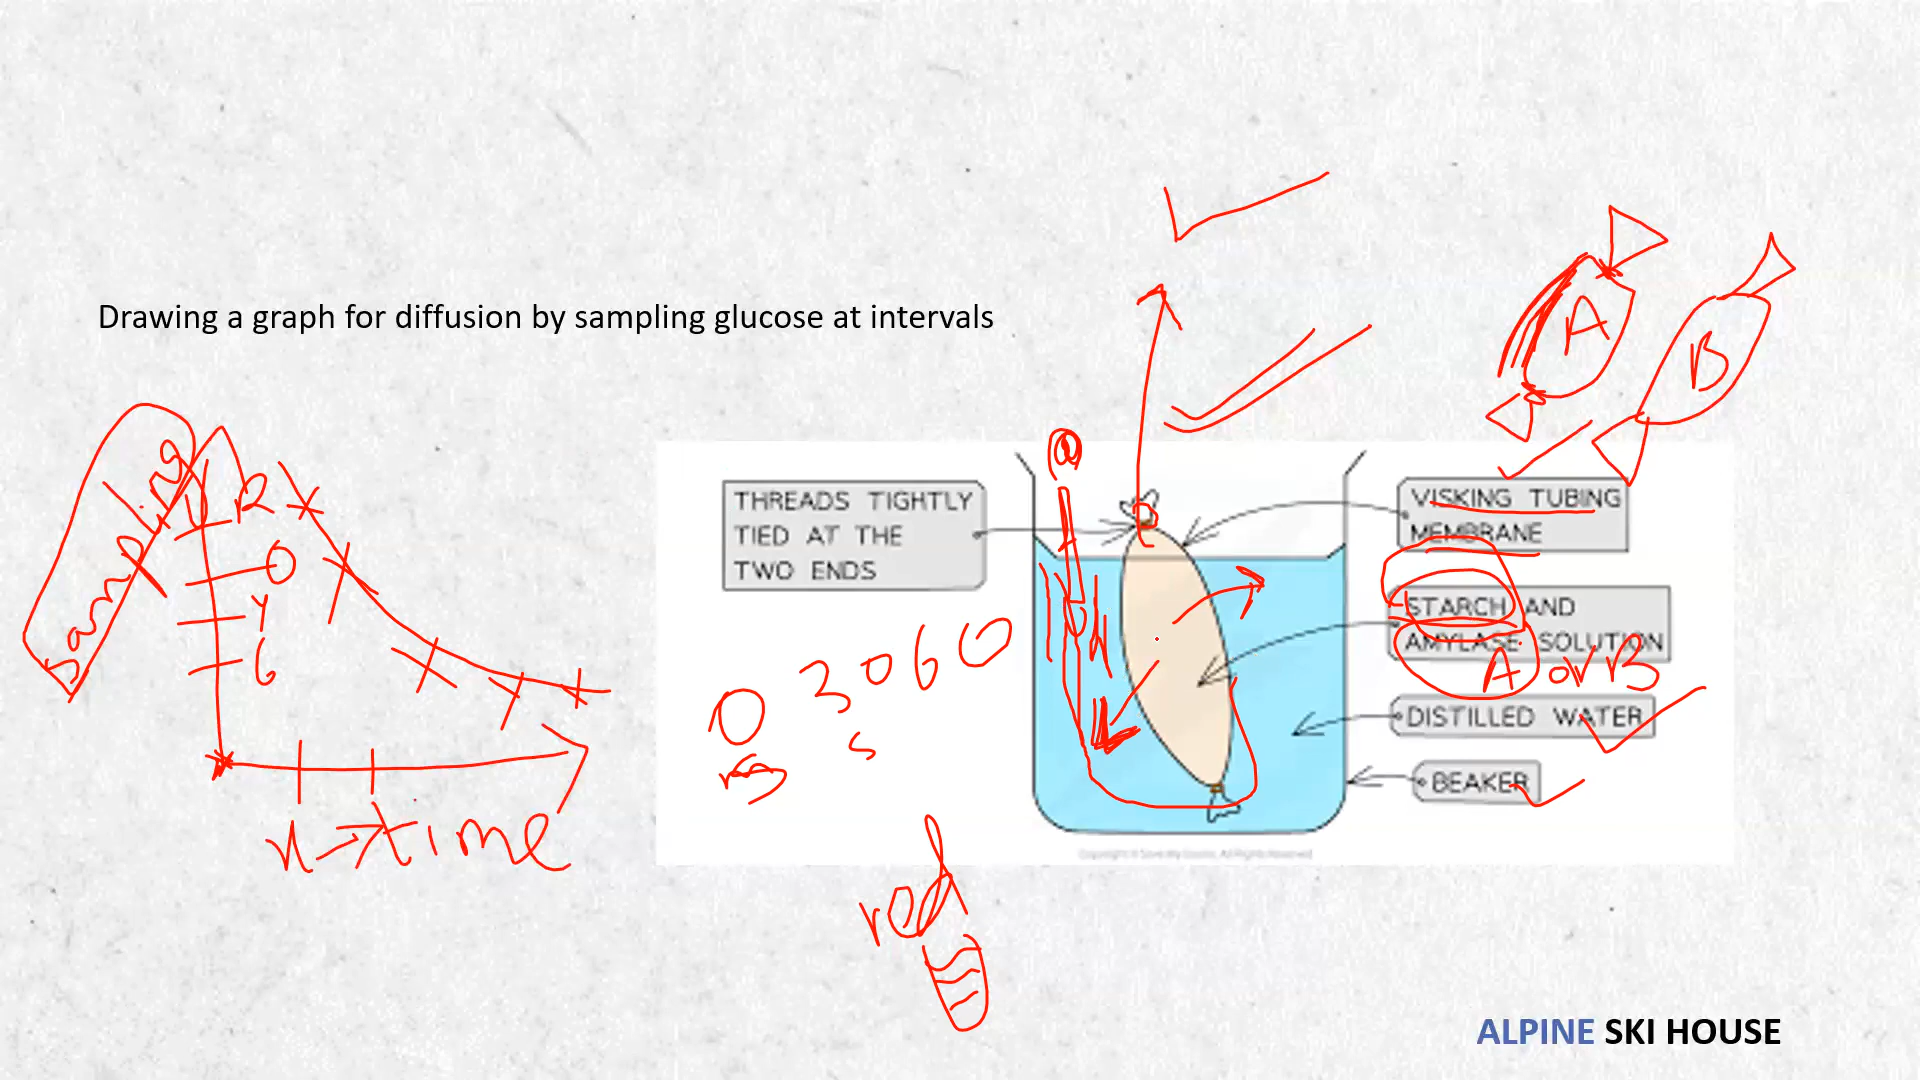 Drawing a graph for diffusion by sampling glucose at intervals
A
B
Sampling
R
O
Y
G
x → time
THREADS TIGHTLY
TIED AT THE
TWO ENDS
VISKING TUBING
MEMBRANE
STARCH AND
AMYLASE SOLUTION
A or B
DISTILLED WATER
BEAKER
0 30 60
s
red
ALPINE SKI HOUSE